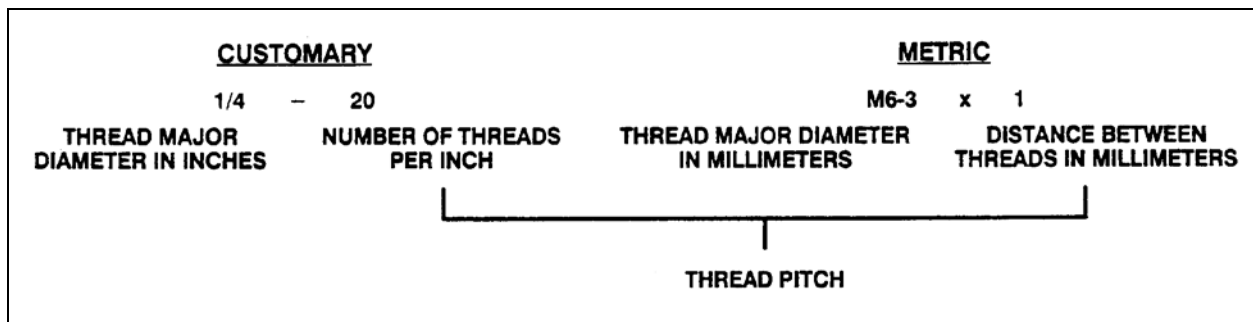 CUSTOMARY
1/4 – 20
THREAD MAJOR
DIAMETER IN INCHES
NUMBER OF THREADS
PER INCH
METRIC
M6-3 x 1
THREAD MAJOR DIAMETER
IN MILLIMETERS
DISTANCE BETWEEN
THREADS IN MILLIMETERS
THREAD PITCH